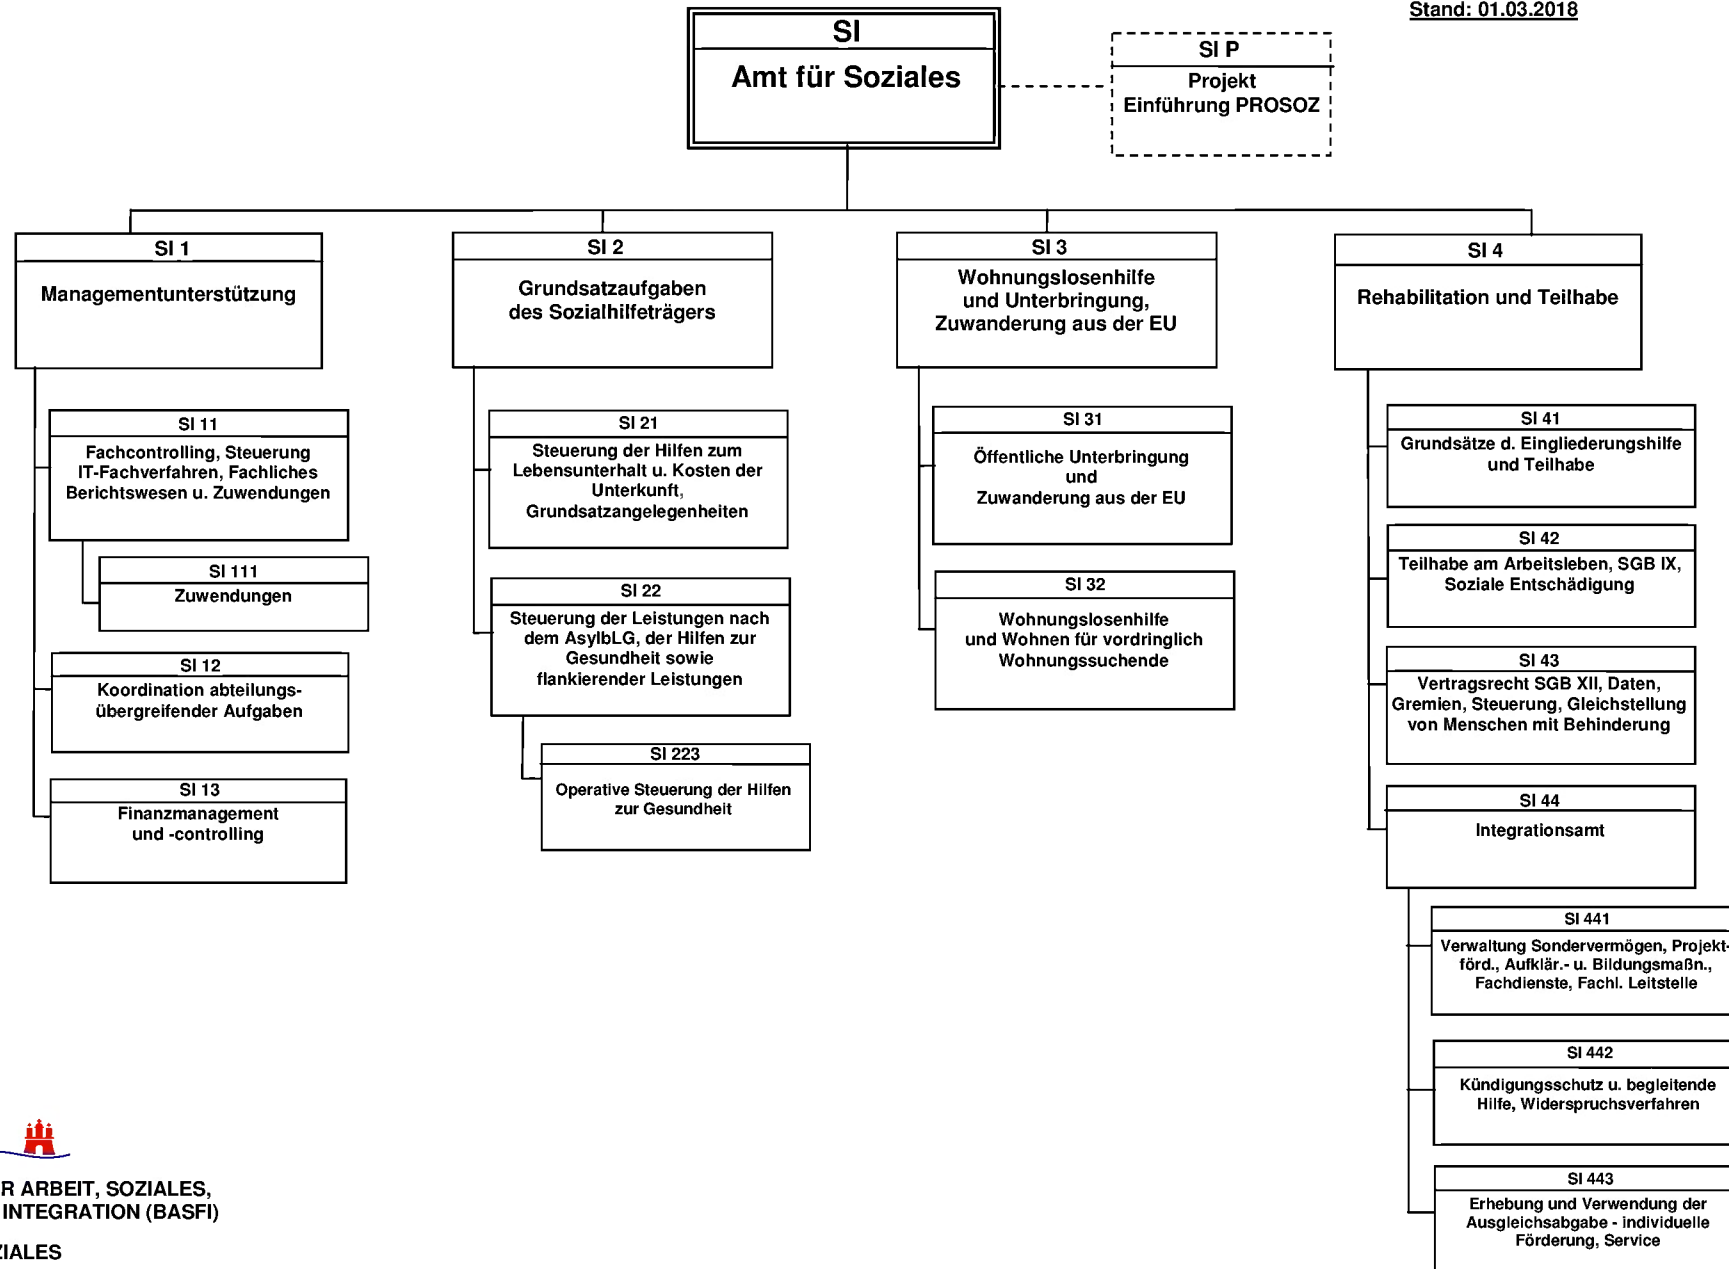 Stand: 01.03.2018
SI
Amt für Soziales
SI P
Projekt
Einführung PROSOZ
SI 1
Managementunterstützung
SI 11
Fachcontrolling, Steuerung
IT-Fachverfahren, Fachliches
Berichtswesen u. Zuwendungen
SI 111
Zuwendungen
SI 12
Koordination abteilungs-
übergreifender Aufgaben
SI 13
Finanzmanagement
und -controlling
SI 2
Grundsatzaufgaben
des Sozialhilfeträgers
SI 21
Steuerung der Hilfen zum
Lebensunterhalt u. Kosten der
Unterkunft,
Grundsatzangelegenheiten
SI 22
Steuerung der Leistungen nach
dem AsylbLG, der Hilfen zur
Gesundheit sowie
flankierender Leistungen
SI 223
Operative Steuerung der Hilfen
zur Gesundheit
SI 3
Wohnungslosenhilfe
und Unterbringung,
Zuwanderung aus der EU
SI 31
Öffentliche Unterbringung
und
Zuwanderung aus der EU
SI 32
Wohnungslosenhilfe
und Wohnen für vordringlich
Wohnungssuchende
SI 4
Rehabilitation und Teilhabe
SI 41
Grundsätze d. Eingliederungshilfe
und Teilhabe
SI 42
Teilhabe am Arbeitsleben, SGB IX,
Soziale Entschädigung
SI 43
Vertragsrecht SGB XII, Daten,
Gremien, Steuerung, Gleichstellung
von Menschen mit Behinderung
SI 44
Integrationsamt
SI 441
Verwaltung Sondervermögen, Projekt-
förd., Aufklär.- u. Bildungsmaßn.,
Fachdienste, Fachl. Leitstelle
SI 442
Kündigungsschutz u. begleitende
Hilfe, Widerspruchsverfahren
SI 443
Erhebung und Verwendung der
Ausgleichsabgabe - individuelle
Förderung, Service
R ARBEIT, SOZIALES,
INTEGRATION (BASFI)
ZIALES